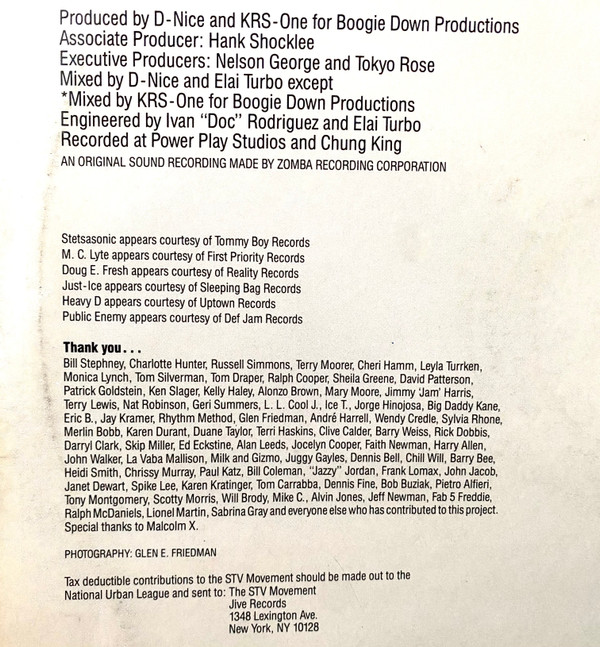 Produced by D-Nice and KRS-One for Boogie Down Productions
Associate Producer: Hank Shocklee
Executive Producers: Nelson George and Tokyo Rose
Mixed by D-Nice and Elai Turbo except
*Mixed by KRS-One for Boogie Down Productions
Engineered by Ivan “Doc” Rodriguez and Elai Turbo
Recorded at Power Play Studios and Chung King
AN ORIGINAL SOUND RECORDING MADE BY ZOMBA RECORDING CORPORATION
Stetsasonic appears courtesy of Tommy Boy Records
M. C. Lyte appears courtesy of First Priority Records
Doug E. Fresh appears courtesy of Reality Records
Just-Ice appears courtesy of Sleeping Bag Records
Heavy D appears courtesy of Uptown Records
Public Enemy appears courtesy of Def Jam Records
Thank you...
Bill Stephney, Charlotte Hunter, Russell Simmons, Terry Moorer, Cheri Hamm, Leyla Turrken,
Monica Lynch, Tom Silverman, Tom Draper, Ralph Cooper, Sheila Greene, David Patterson,
Patrick Goldstein, Ken Slager, Kelly Haley, Alonzo Brown, Mary Moore, Jimmy ‘Jam’ Harris,
Terry Lewis, Nat Robinson, Geri Summers, L. L. Cool J., Ice T., Jorge Hinojosa, Big Daddy Kane,
Eric B., Jay Kramer, Rhythm Method, Glen Friedman, André Harrell, Wendy Credle, Sylvia Rhone,
Merlin Bobb, Karen Durant, Duane Taylor, Terri Haskins, Clive Calder, Barry Weiss, Rick Dobbis,
Darryl Clark, Skip Miller, Ed Eckstine, Alan Leeds, Jocelyn Cooper, Faith Newman, Harry Allen,
John Walker, La Vaba Mallison, Milk and Gizmo, Juggy Gayles, Dennis Bell, Chill Will, Barry Bee,
Heidi Smith, Chrissy Murray, Paul Katz, Bill Coleman, “Jazzy” Jordan, Frank Lomax, John Jacob,
Janet Dewart, Spike Lee, Karen Kratinger, Tom Carrabba, Dennis Fine, Bob Buziak, Pietro Alfieri,
Tony Montgomery, Scotty Morris, Will Brody, Mike C., Alvin Jones, Jeff Newman, Fab 5 Freddie,
Ralph McDaniels, Lionel Martin, Sabrina Gray and everyone else who has contributed to this project.
Special thanks to Malcolm X.
PHOTOGRAPHY: GLEN E. FRIEDMAN
Tax deductible contributions to the STV Movement should be made out to the
National Urban League and sent to: The STV Movement
Jive Records
1348 Lexington Ave.
New York, NY 10128